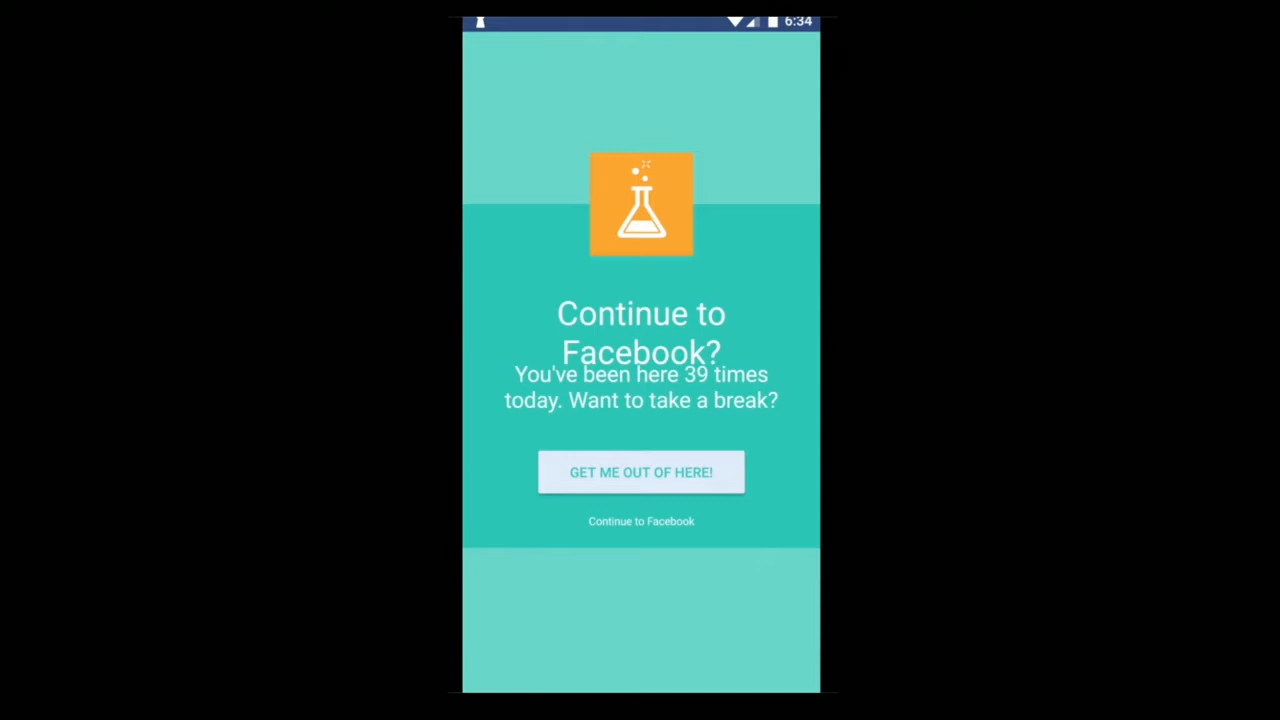 6:34
Continue to
Facebook?
You've been here 39 times
today. Want to take a break?
GET ME OUT OF HERE!
Continue to Facebook